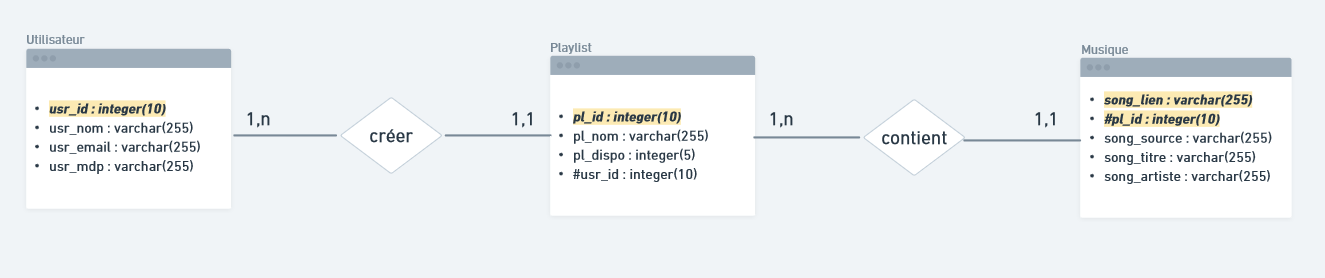 Utilisateur
usr_id : integer(10)
usr_nom : varchar(255)
usr_email : varchar(255)
usr_mdp : varchar(255)
1,n
créer
1,1
Playlist
pl_id : integer(10)
pl_nom : varchar(255)
pl_dispo : integer(5)
#usr_id : integer(10)
1,n
contient
1,1
Musique
song_lien : varchar(255)
#pl_id : integer(10)
song_source : varchar(255)
song_titre : varchar(255)
song_artiste : varchar(255)